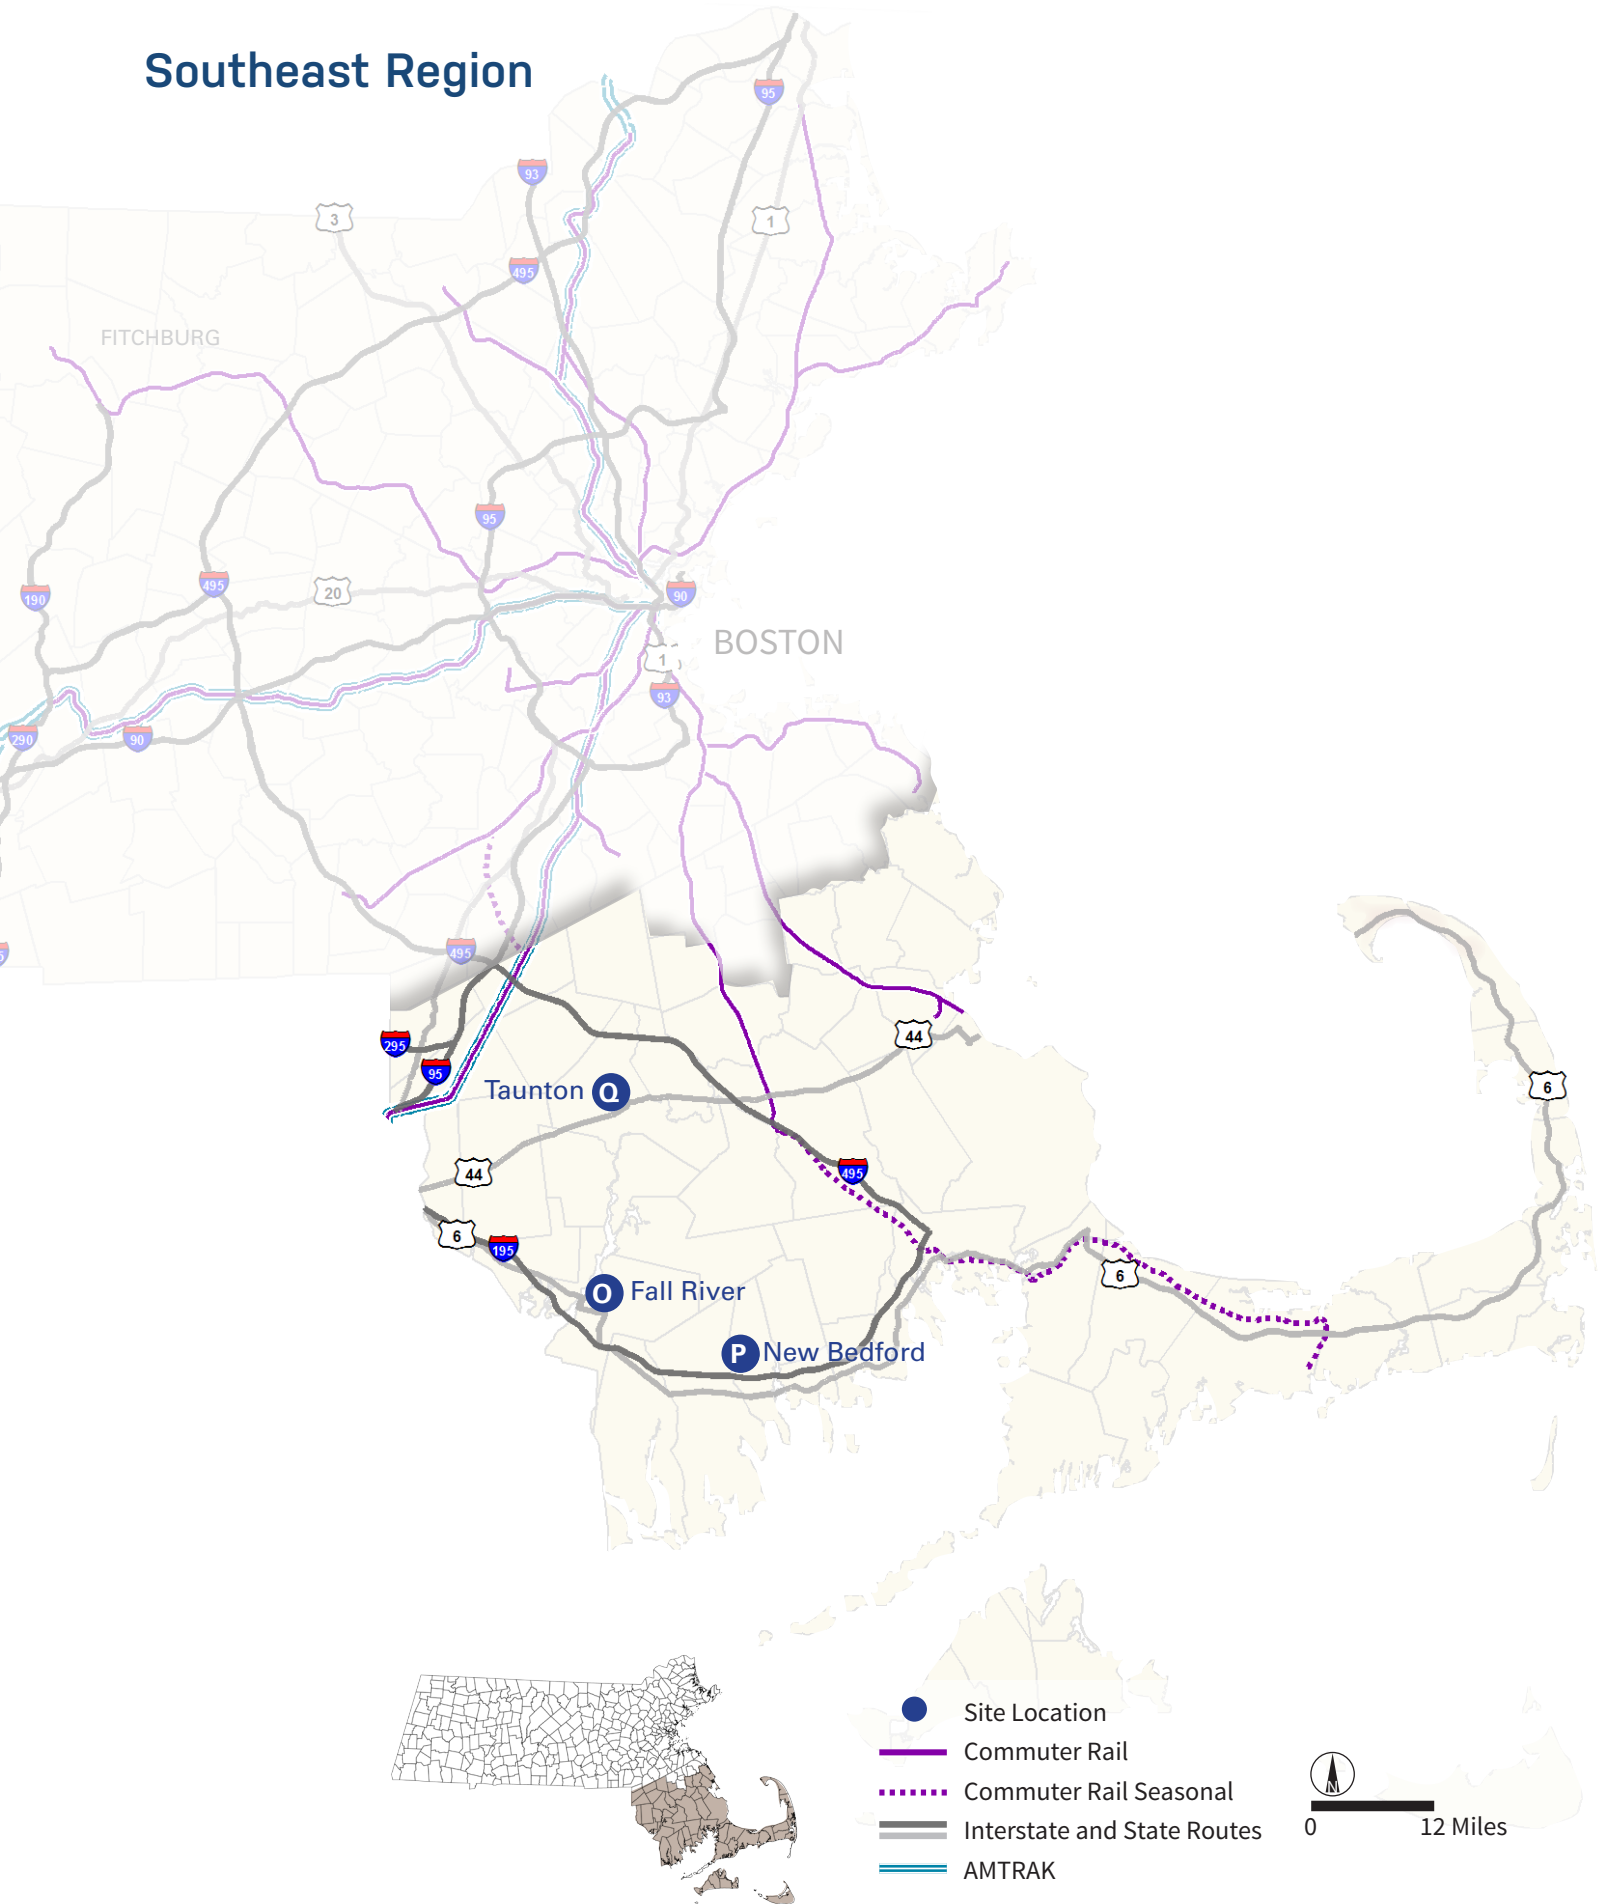 Southeast Region
95
93
3
1
495
FITCHBURG
95
495
190
20
90
BOSTON
1
93
290
90
495
295
44
95
Taunton Q
6
44
495
6
195
6
O Fall River
P New Bedford
Site Location
Commuter Rail
Commuter Rail Seasonal
N
Interstate and State Routes
0 12 Miles
AMTRAK